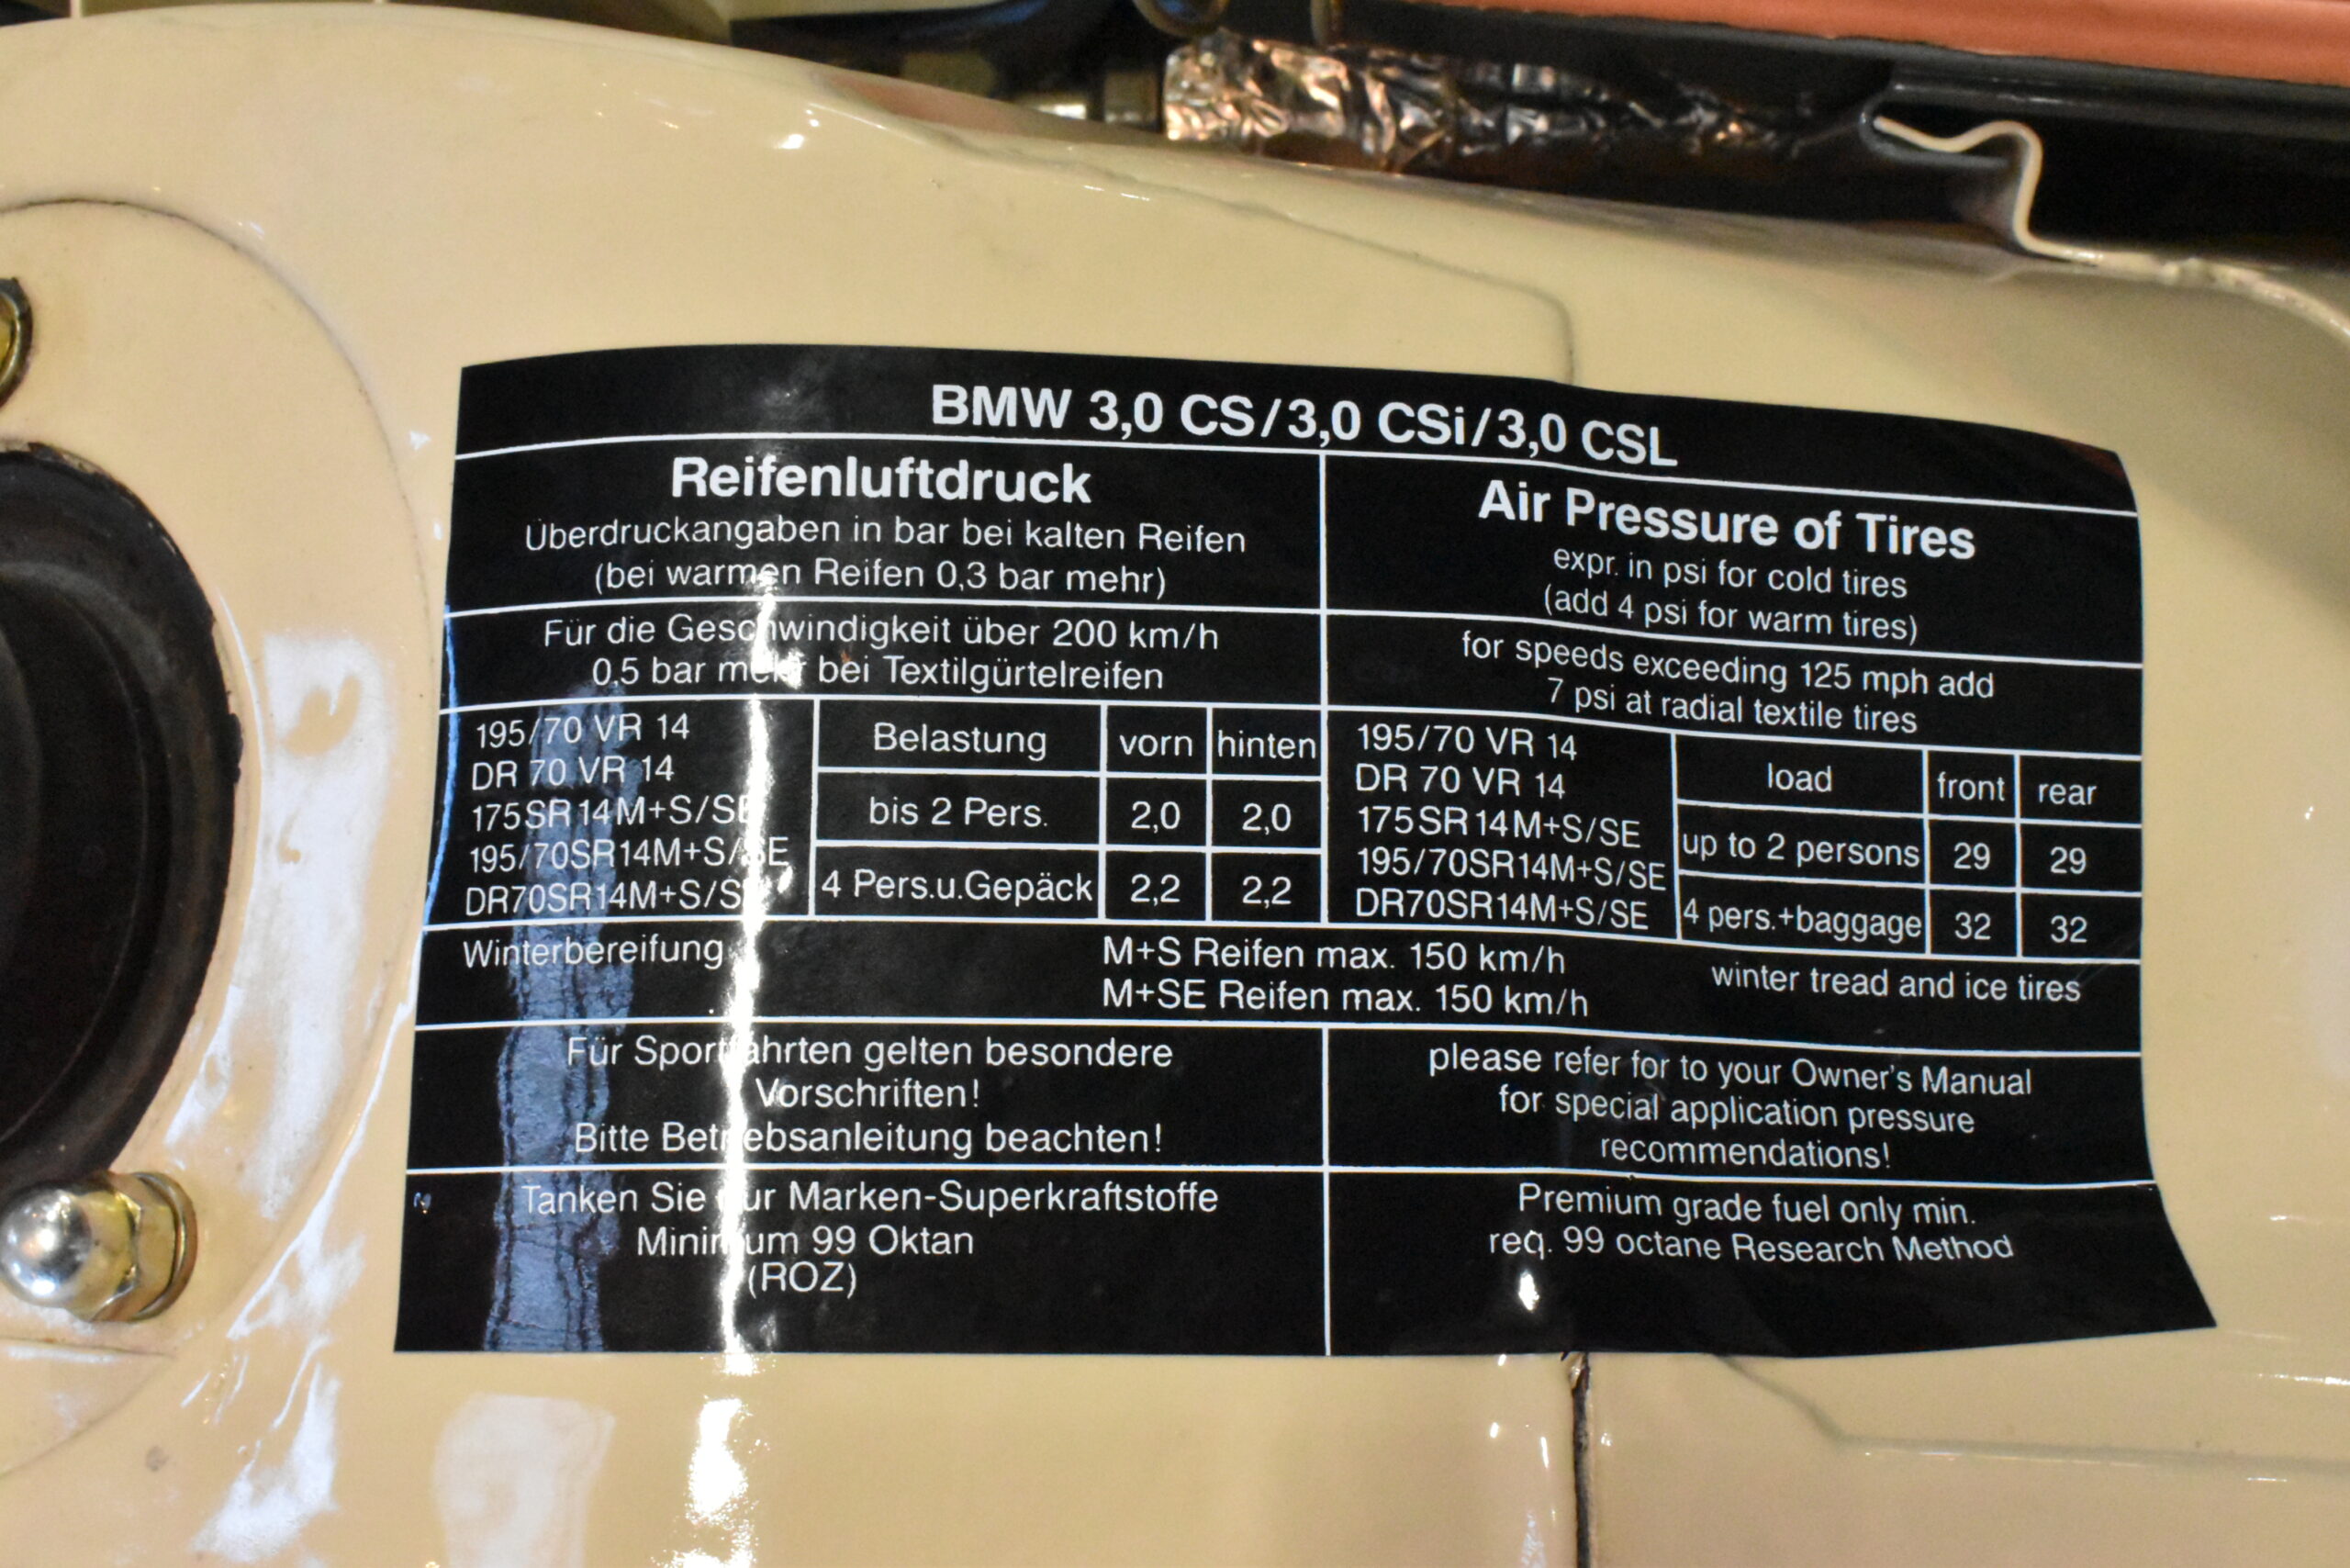 BMW 3,0 CS/3,0 CSi/3,0 CSL
Reifenluftdruck
Überdruckangaben in bar bei kalten Reifen
(bei warmen Reifen 0,3 bar mehr)
Für die Geschwindigkeit über 200 km/h
0,5 bar mehr bei Textilgürtelreifen
195/70 VR 14
DR 70 VR 14
175SR14M+S/SE
195/70SR14M+S/SE
DR70SR14M+S/SE
Belastung vorn hinten
bis 2 Pers. 2,0 2,0
4 Pers.u.Gepäck 2,2 2,2
Air Pressure of Tires
expr. in psi for cold tires
(add 4 psi for warm tires)
for speeds exceeding 125 mph add
7 psi at radial textile tires
195/70 VR 14
DR 70 VR 14
175SR14M+S/SE
195/70SR14M+S/SE
DR70SR14M+S/SE
load front rear
up to 2 persons 29 29
4 pers.+baggage 32 32
Winterbereifung
M+S Reifen max. 150 km/h
M+SE Reifen max. 150 km/h
winter tread and ice tires
Für Sportfahrten gelten besondere
Vorschriften!
Bitte Betriebsanleitung beachten!
please refer for to your Owner's Manual
for special application pressure
recommendations!
Tanken Sie nur Marken-Superkraftstoffe
Minimum 99 Oktan
(ROZ)
Premium grade fuel only min.
req. 99 octane Research Method